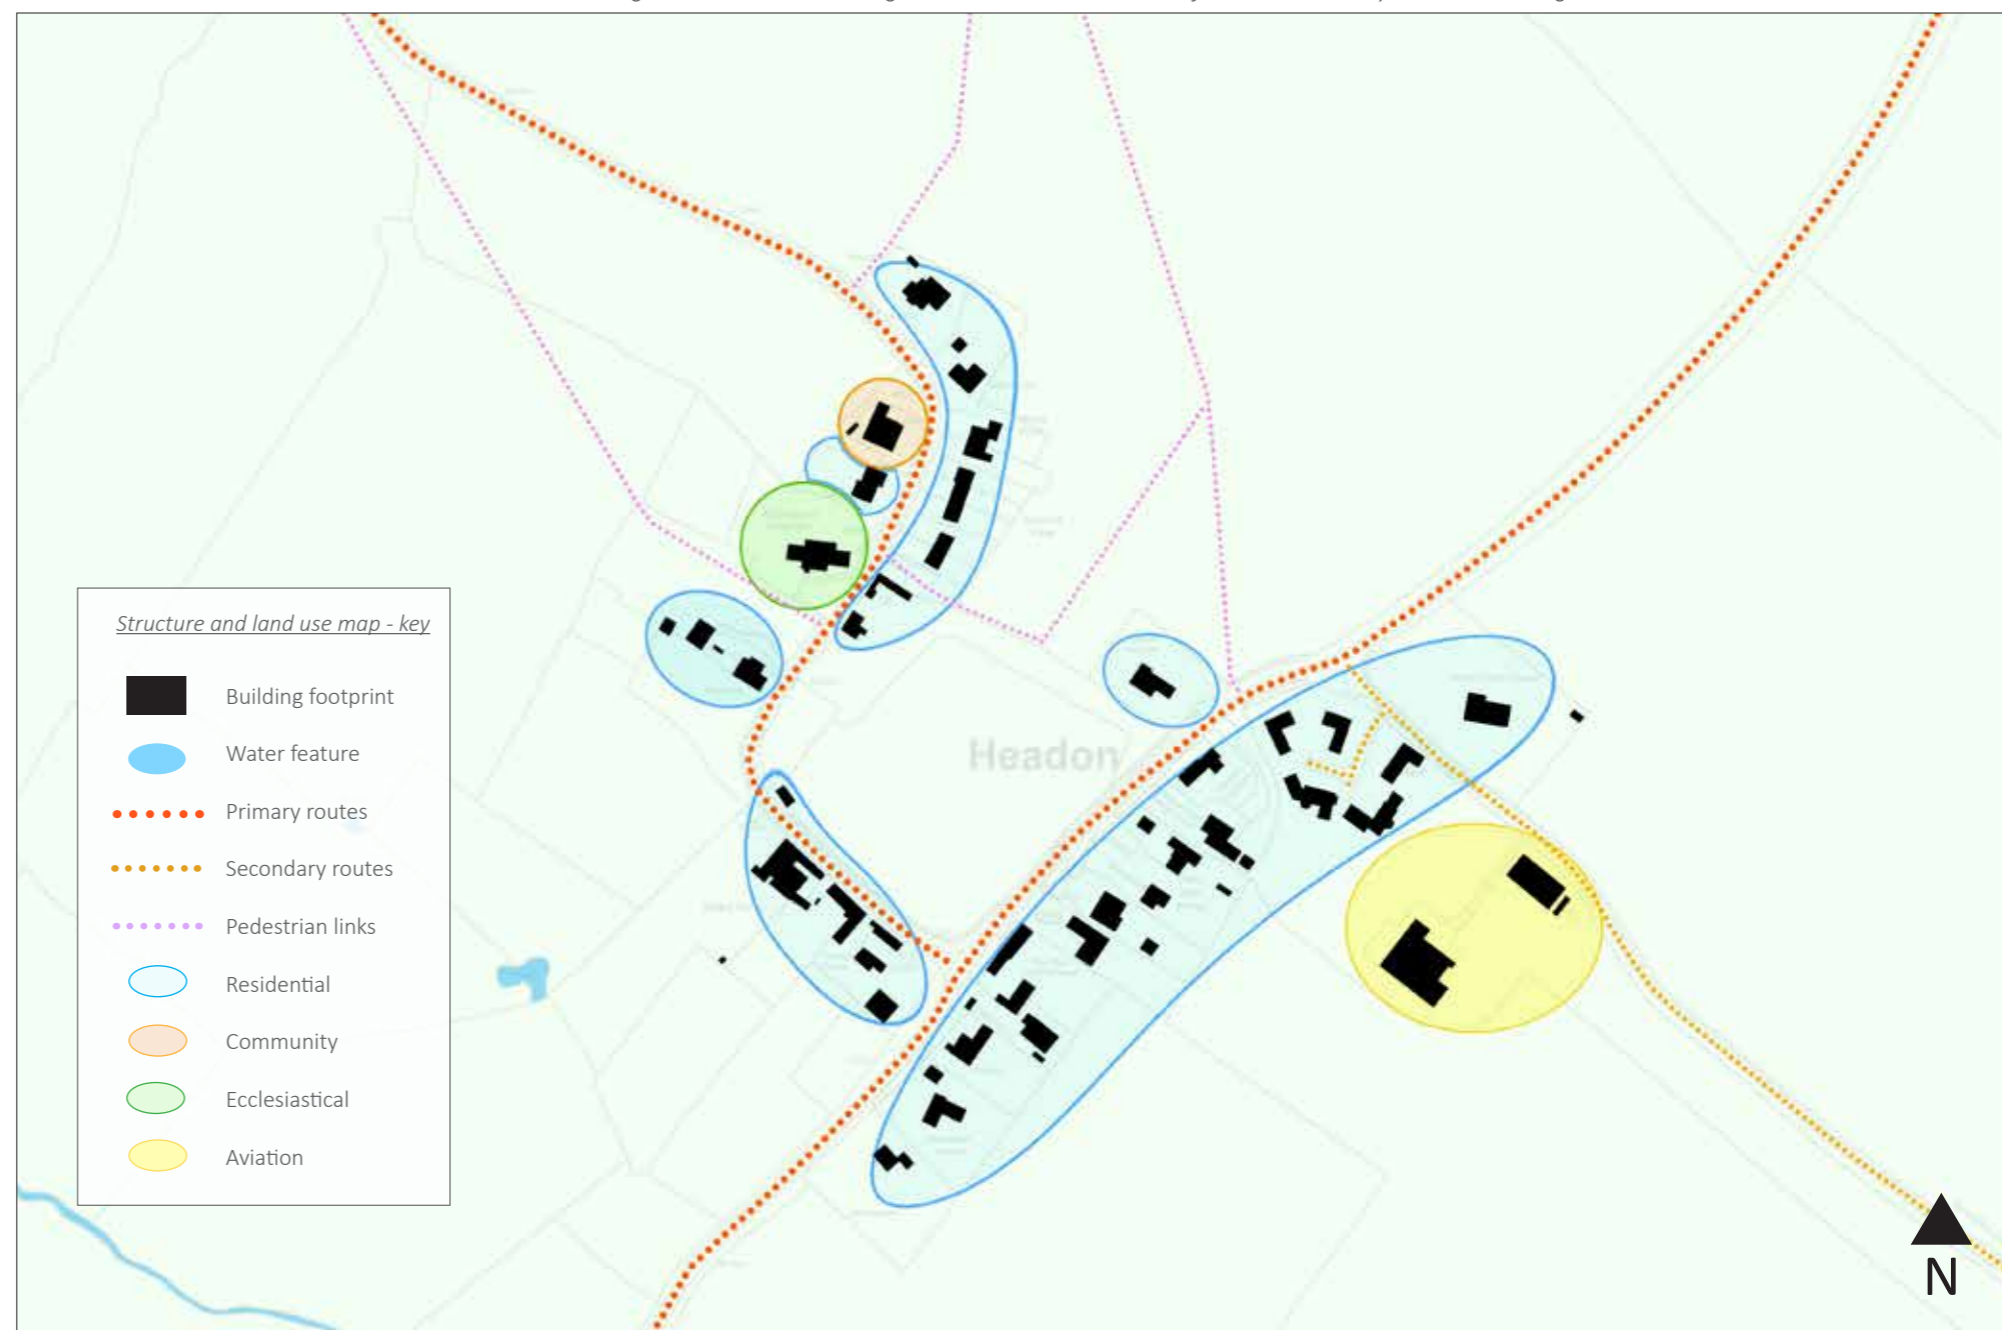 Structure and land use map - key
Building footprint
Water feature
Primary routes
Secondary routes
Pedestrian links
Residential
Community
Ecclesiastical
Aviation
Headon
N